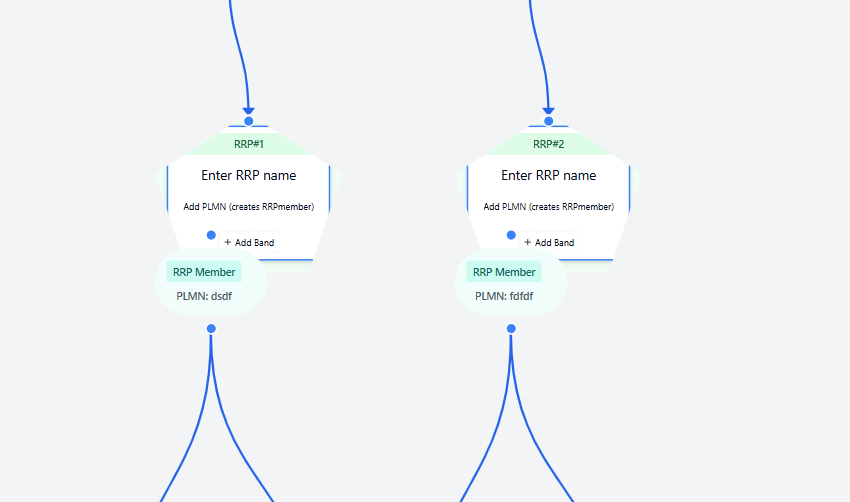 RRP#1
Enter RRP name
Add PLMN (creates RRPmember)
+ Add Band
RRP Member
PLMN: dsdf
RRP#2
Enter RRP name
Add PLMN (creates RRPmember)
+ Add Band
RRP Member
PLMN: fdfdf